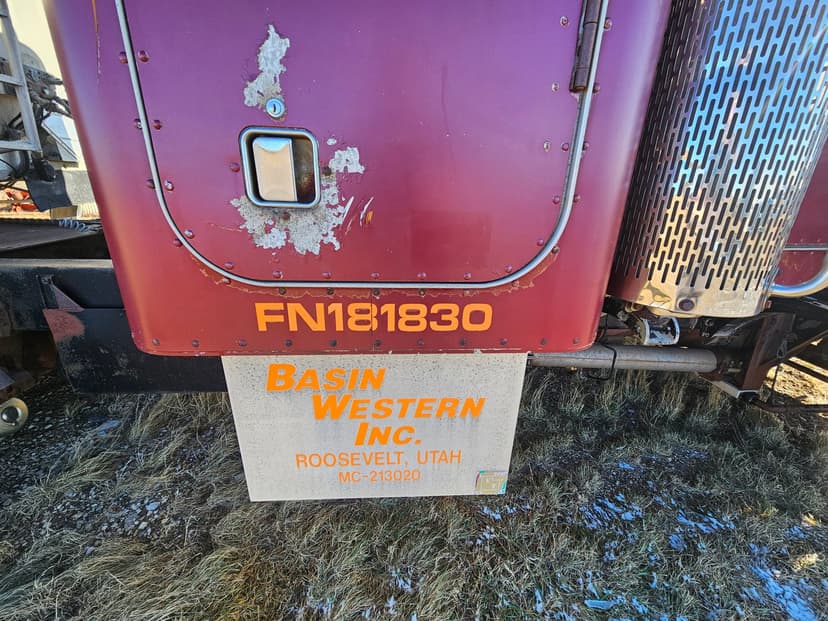 FN181830
BASIN
WESTERN
INC.
ROOSEVELT, UTAH
MC-213020